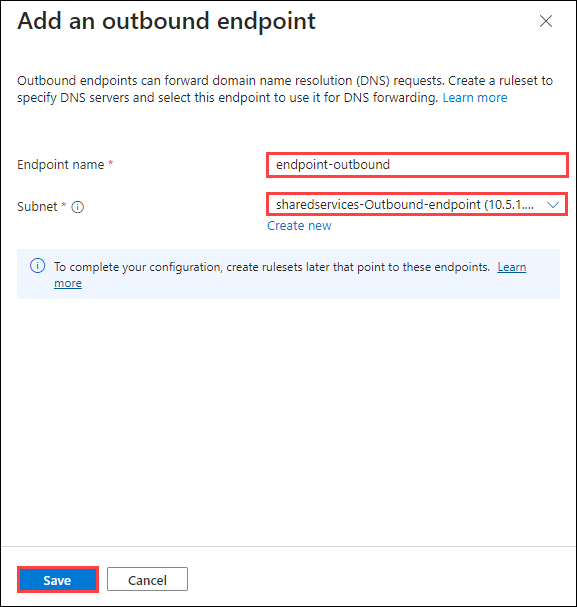 Add an outbound endpoint
Outbound endpoints can forward domain name resolution (DNS) requests. Create a ruleset to
specify DNS servers and select this endpoint to use it for DNS forwarding. Learn more
Endpoint name *
endpoint-outbound
Subnet *
sharedservices-Outbound-endpoint (10.5.1....
Create new
To complete your configuration, create rulesets later that point to these endpoints. Learn
more
Save
Cancel